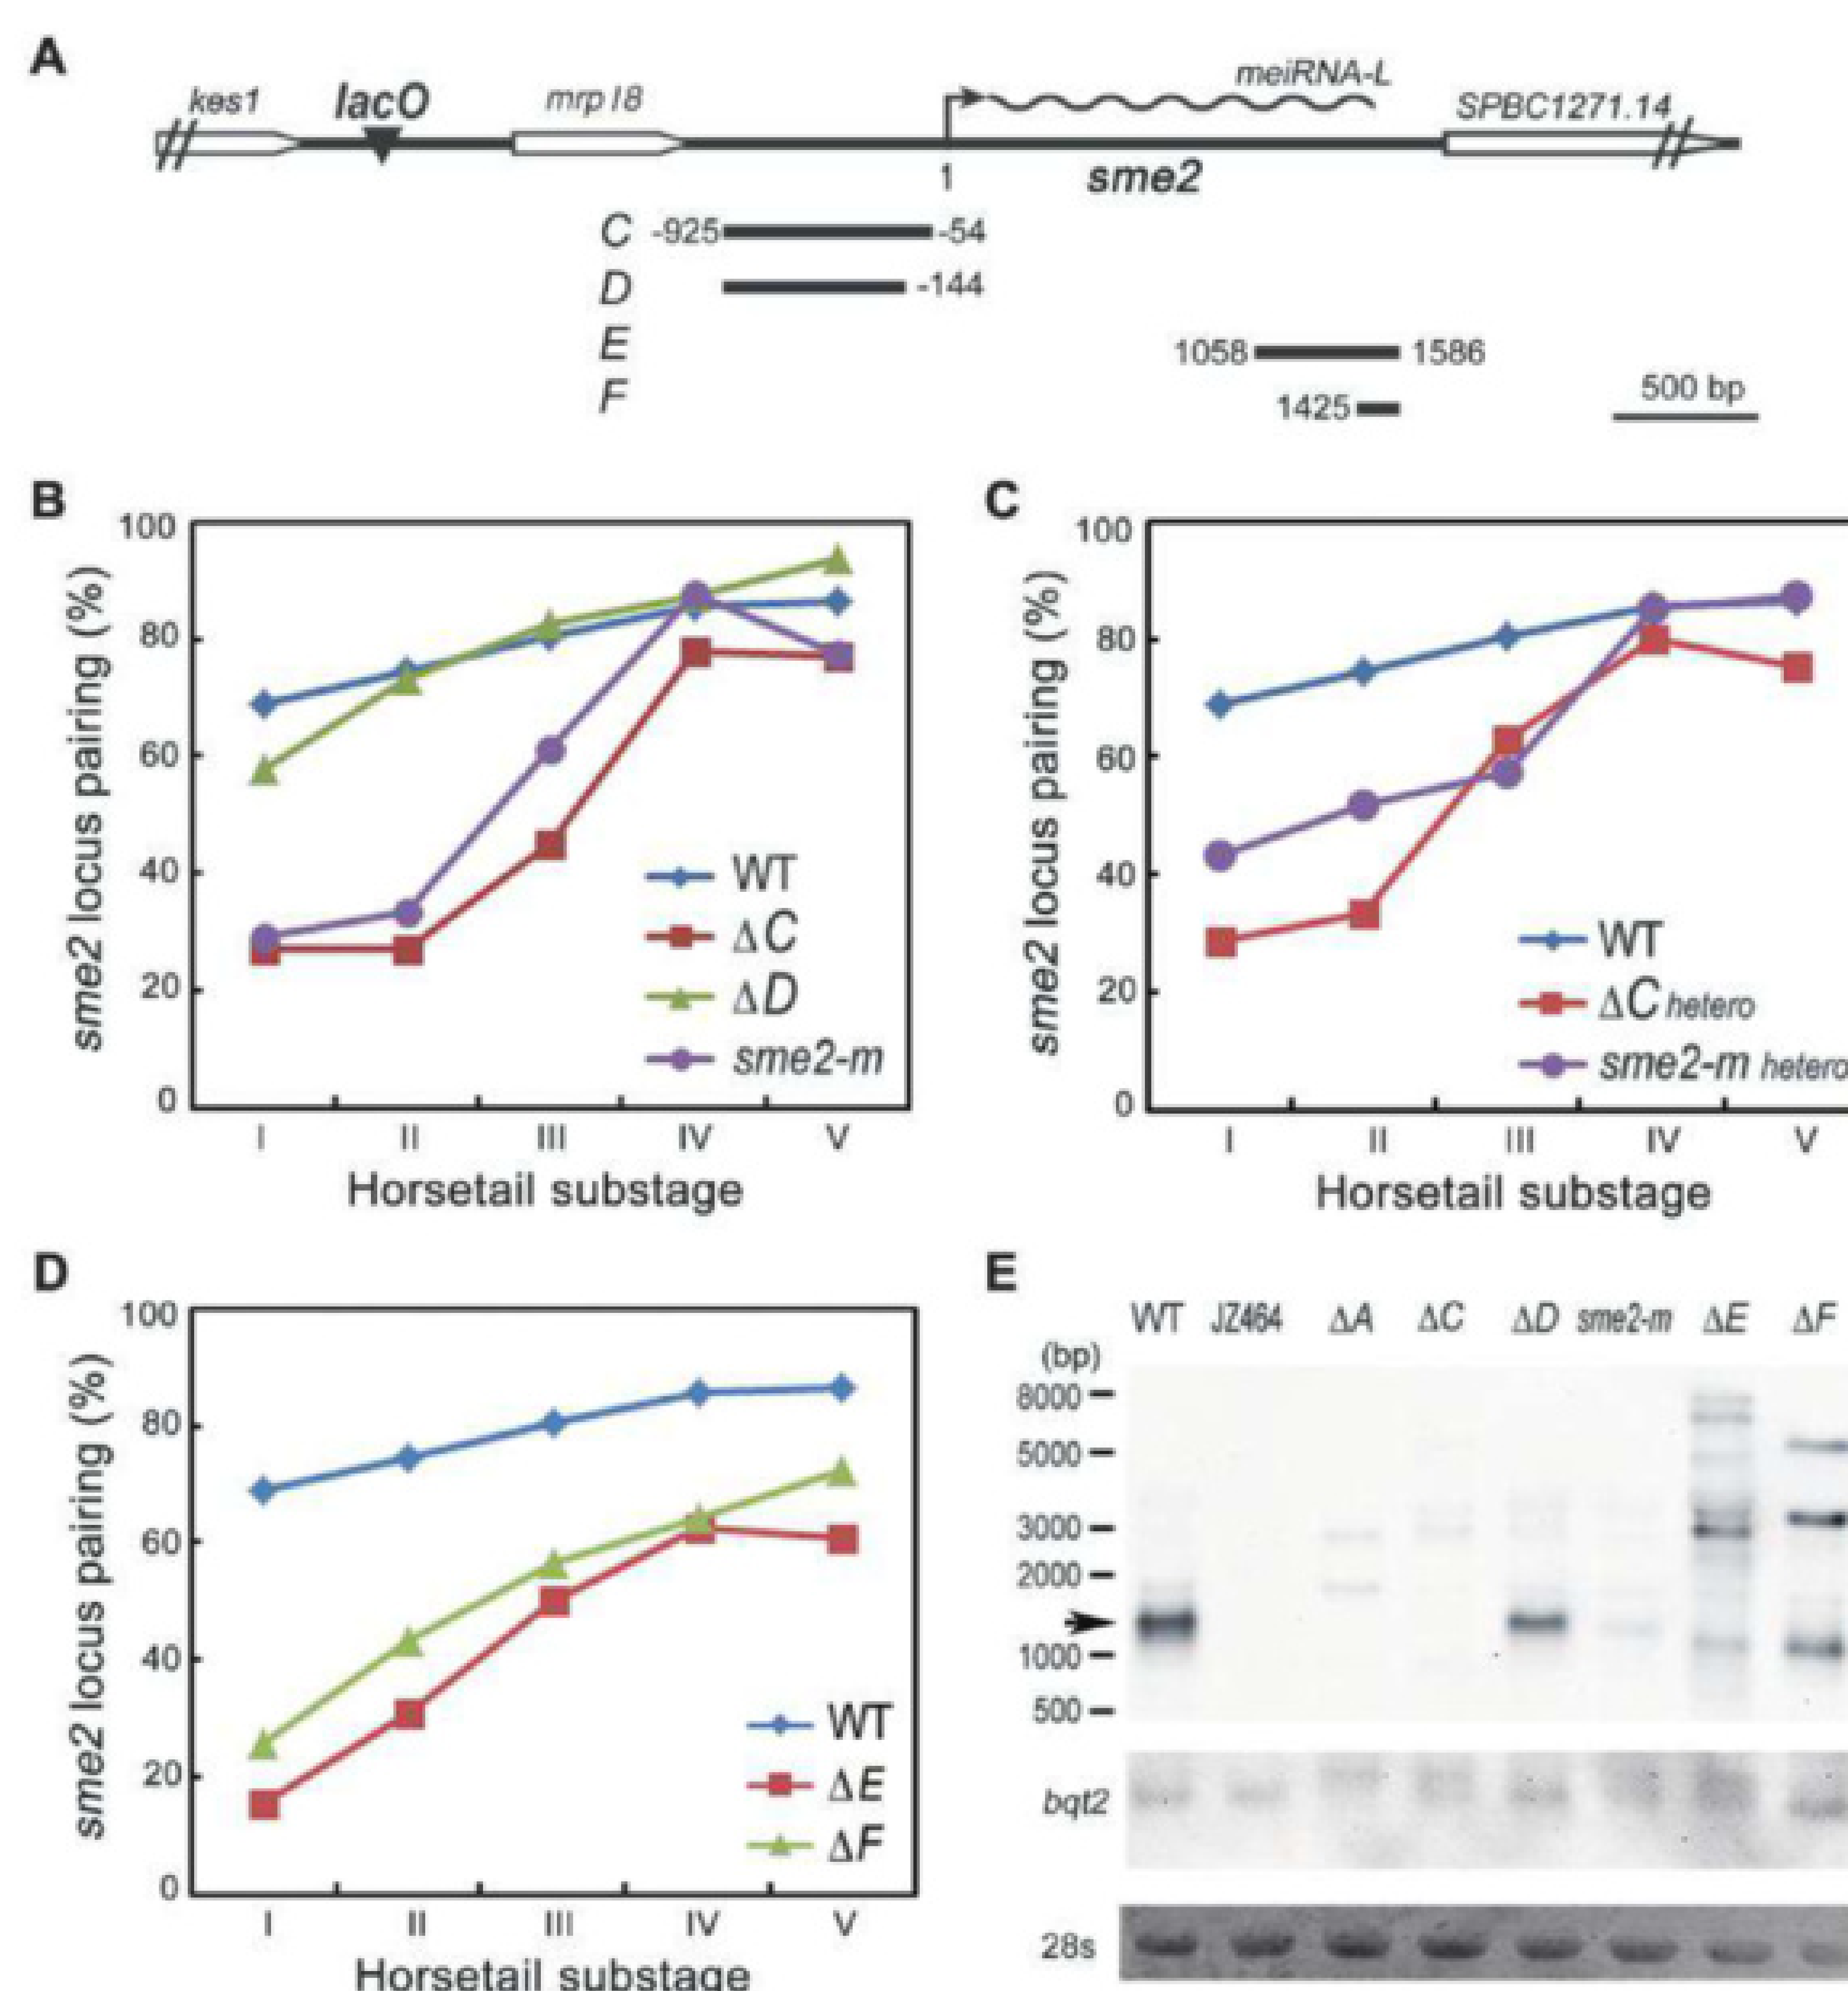 A
kes1 lacO mrp18 meiRNA-L SPBC1271.14
1 sme2
C -925 -54
D -144
E 1058 1586
F 1425 500 bp
B
100
80
60
40
20
0
sme2 locus pairing (%)
WT
ΔC
ΔD
sme2-m
I II III IV V
Horsetail substage
C
100
80
60
40
20
0
sme2 locus pairing (%)
WT
ΔC hetero
sme2-m hetero
I II III IV V
Horsetail substage
D
100
80
60
40
20
0
sme2 locus pairing (%)
WT
ΔE
ΔF
I II III IV V
Horsetail substage
E
WT JZ464 ΔA ΔC ΔD sme2-m ΔE ΔF
(bp)
8000
5000
3000
2000
1000
500
bqt2
28s